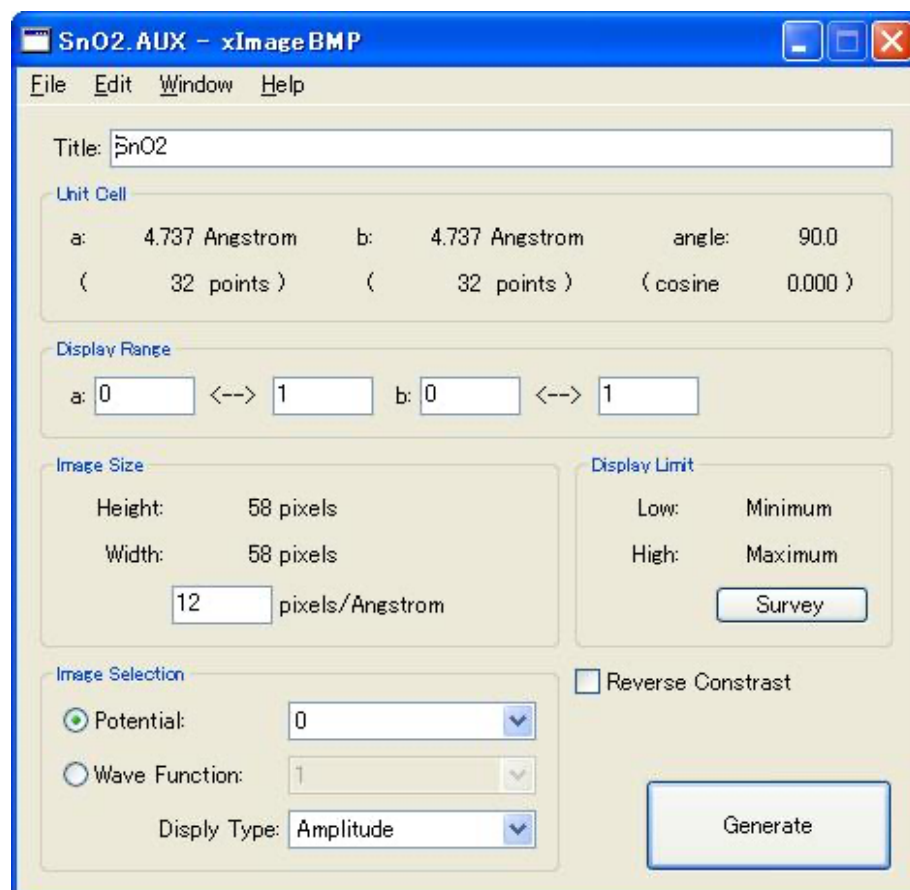 SnO2.AUX - xImageBMP
File Edit Window Help
Title: SnO2
Unit Cell
a: 4.737 Angstrom b: 4.737 Angstrom angle: 90.0
( 32 points ) ( 32 points ) ( cosine 0.000 )
Display Range
a: 0 <--> 1 b: 0 <--> 1
Image Size
Height: 58 pixels
Width: 58 pixels
12 pixels/Angstrom
Display Limit
Low: Minimum
High: Maximum
Survey
Image Selection
Potential: 0
Wave Function: 1
Disply Type: Amplitude
Reverse Constrast
Generate